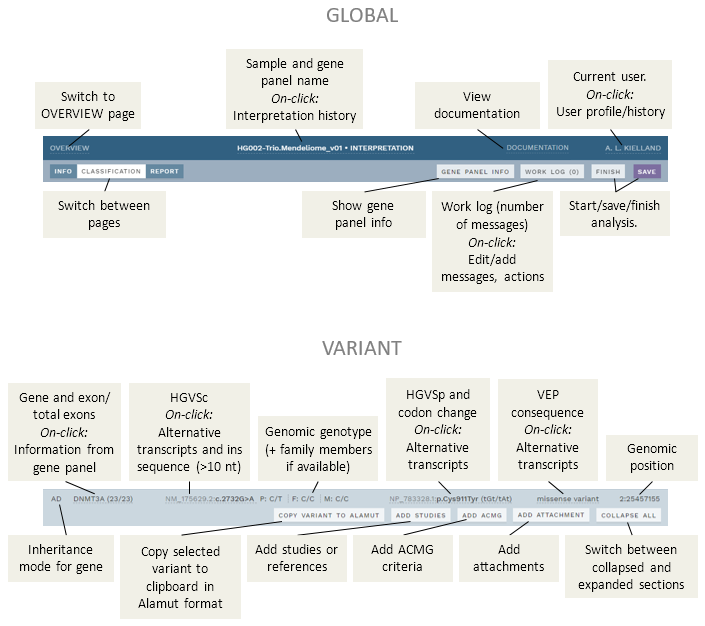 GLOBAL
Switch to
OVERVIEW page
Sample and gene
panel name
On-click:
Interpretation history
View
documentation
Current user.
On-click:
User profile/history
OVERVIEW
HG002-Trio.Mendeliome_v01 • INTERPRETATION
DOCUMENTATION
A. L. KIELLAND
INFO
CLASSIFICATION
REPORT
GENE PANEL INFO
WORK LOG (0)
FINISH
SAVE
Switch between
pages
Show gene
panel info
Work log (number
of messages)
On-click:
Edit/add
messages, actions
Start/save/finish
analysis.
VARIANT
Gene and exon/
total exons
On-click:
Information from
gene panel
HGVSc
On-click:
Alternative
transcripts and ins
sequence (>10 nt)
Genomic genotype
(+ family members
if available)
HGVSp and
codon change
On-click:
Alternative
transcripts
VEP
consequence
On-click:
Alternative
transcripts
Genomic
position
AD DNMT3A (23/23) NM_175629.2:c.2732G>A P: C/T | F: C/C | M: C/C NP_783328.1:p.Cys911Tyr (tGt/tAt) missense variant 2:25457155
COPY VARIANT TO ALAMUT
ADD STUDIES
ADD ACMG
ADD ATTACHMENT
COLLAPSE ALL
Inheritance
mode for gene
Copy selected
variant to
clipboard in
Alamut format
Add studies or
references
Add ACMG
criteria
Add
attachments
Switch between
collapsed and
expanded sections